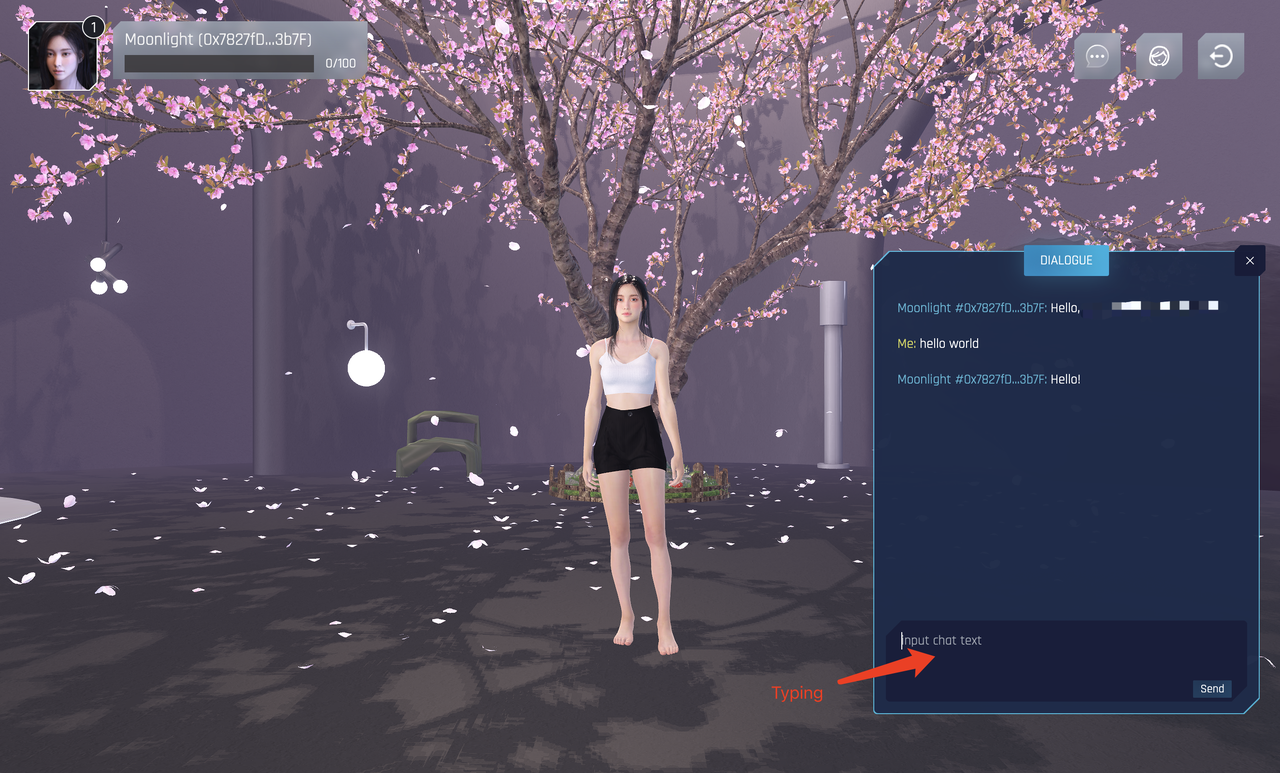 1
Moonlight (0x7827fD...3b7F)
0/100
DIALOGUE
Moonlight #0x7827fD...3b7F: Hello,
Me: hello world
Moonlight #0x7827fD...3b7F: Hello!
Input chat text
Typing
Send